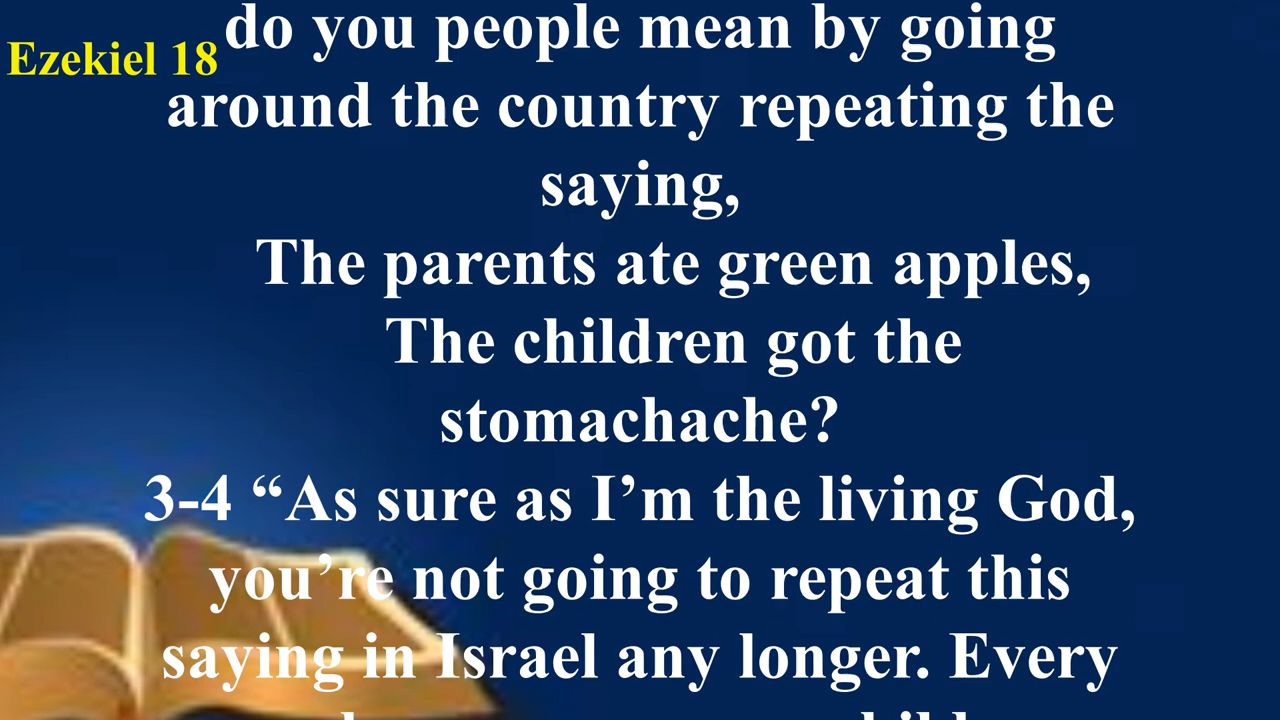 Ezekiel 18
do you people mean by going
around the country repeating the
saying,
The parents ate green apples,
The children got the
stomachache?
3-4 “As sure as I’m the living God,
you’re not going to repeat this
saying in Israel any longer. Every